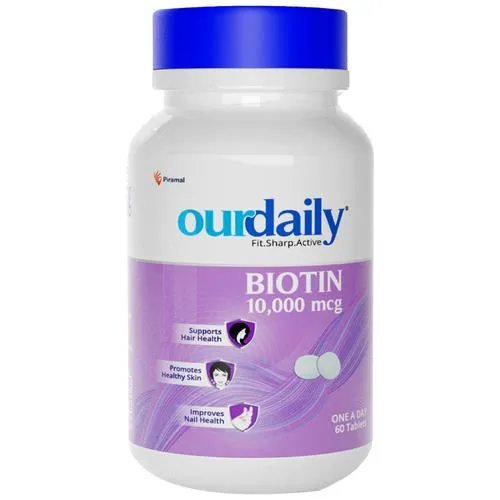 Piramal
ourdaily®
Fit.Sharp.Active
BIOTIN
10,000 mcg
Supports
Hair Health
Promotes
Healthy Skin
Improves
Nail Health
ONE A DAY
60 Tablets